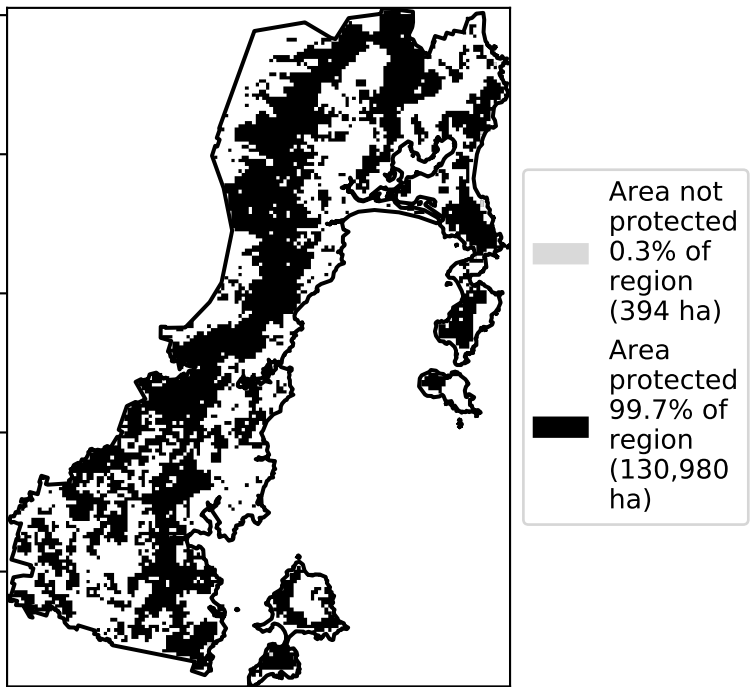 Area not
protected
0.3% of
region
(394 ha)
Area
protected
99.7% of
region
(130,980
ha)